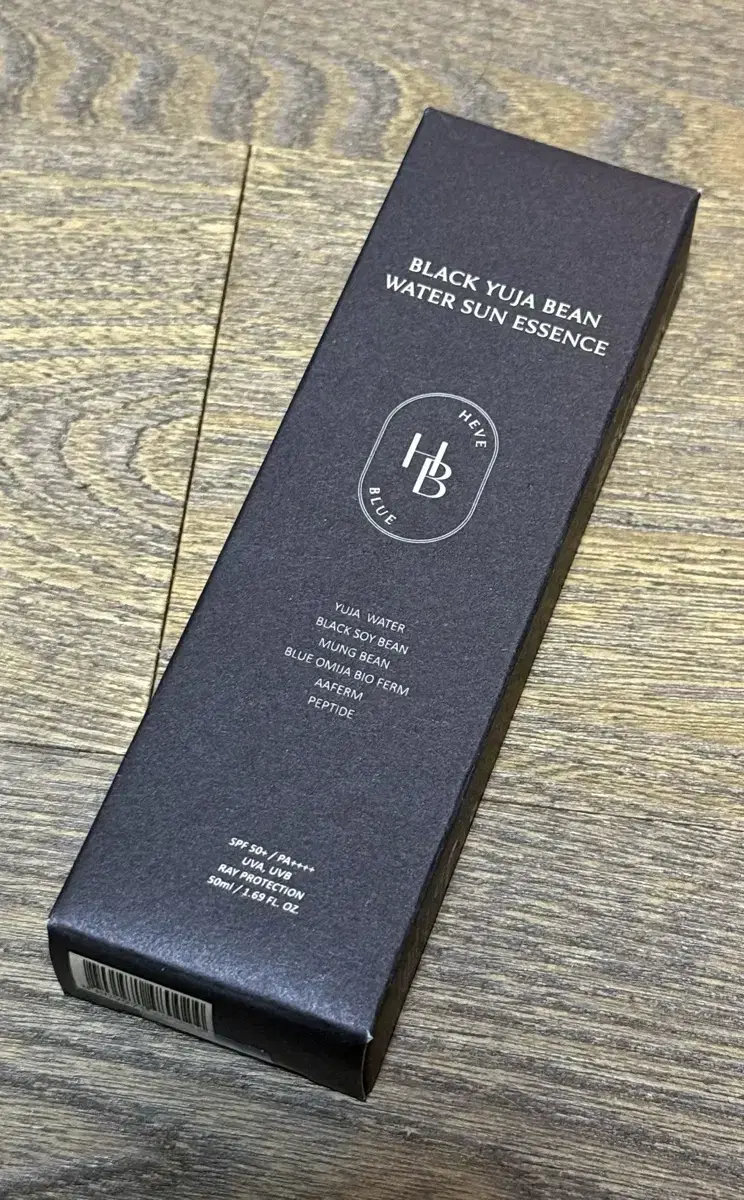 BLACK YUJA BEAN
WATER SUN ESSENCE
HEVE
HB
BLUE
YUJA WATER
BLACK SOY BEAN
MUNG BEAN
BLUE OMIJA BIO FERM
AAFERM
PEPTIDE
SPF 50+ / PA++++
UVA, UVB
RAY PROTECTION
50ml / 1.69 FL. OZ